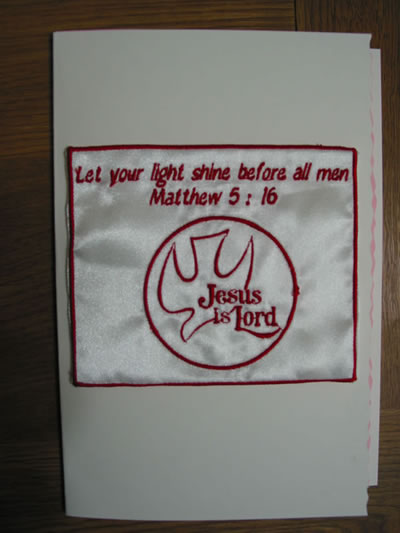 Let your light shine before all men
Matthew 5 : 16
Jesus
is Lord